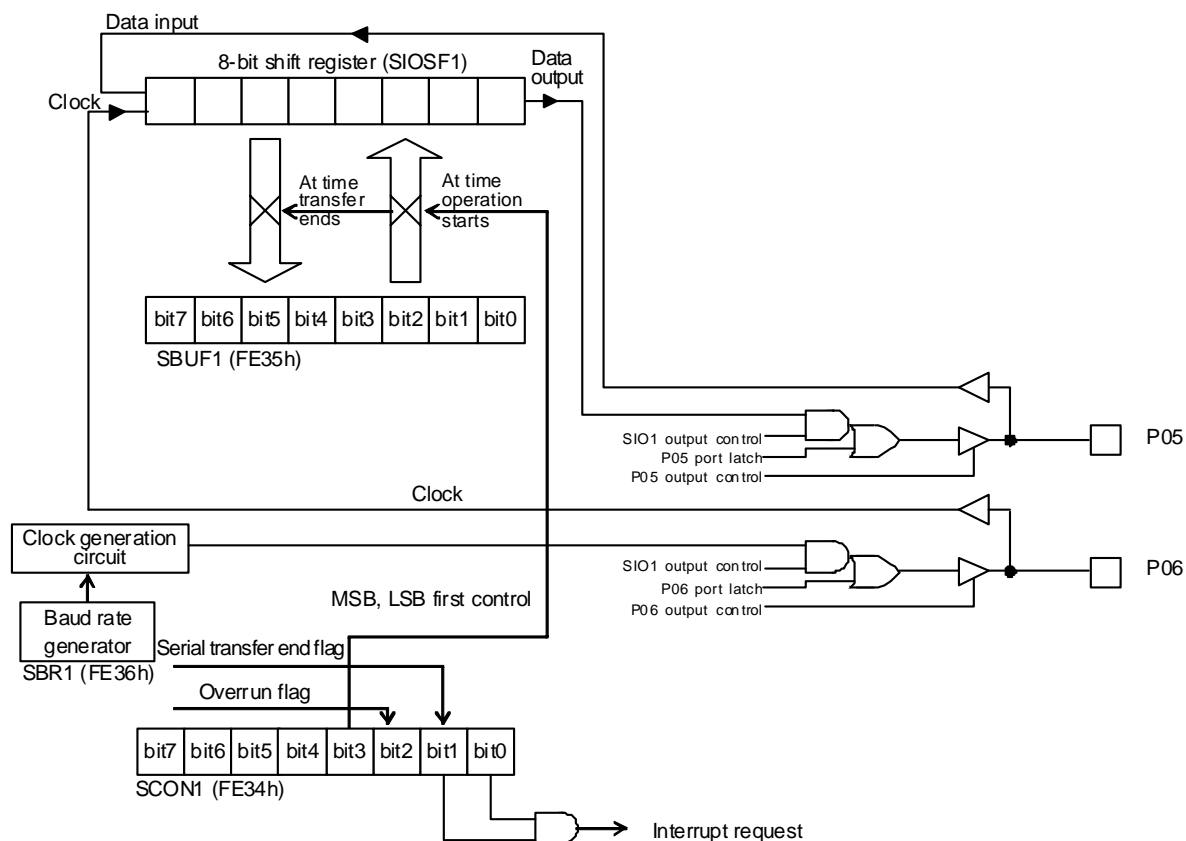 Data input
8-bit shift register (SIOSF1)
Data
output
Clock
At time
transfer
ends
At time
operation
starts
bit7 bit6 bit5 bit4 bit3 bit2 bit1 bit0
SBUF1 (FE35h)
SIO1 output control
P05 port latch
P05 output control
P05
Clock
Clock generation
circuit
SIO1 output control
P06 port latch
P06 output control
P06
MSB, LSB first control
Baud rate
generator
SBR1 (FE36h)
Serial transfer end flag
Overrun flag
bit7 bit6 bit5 bit4 bit3 bit2 bit1 bit0
SCON1 (FE34h)
Interrupt request